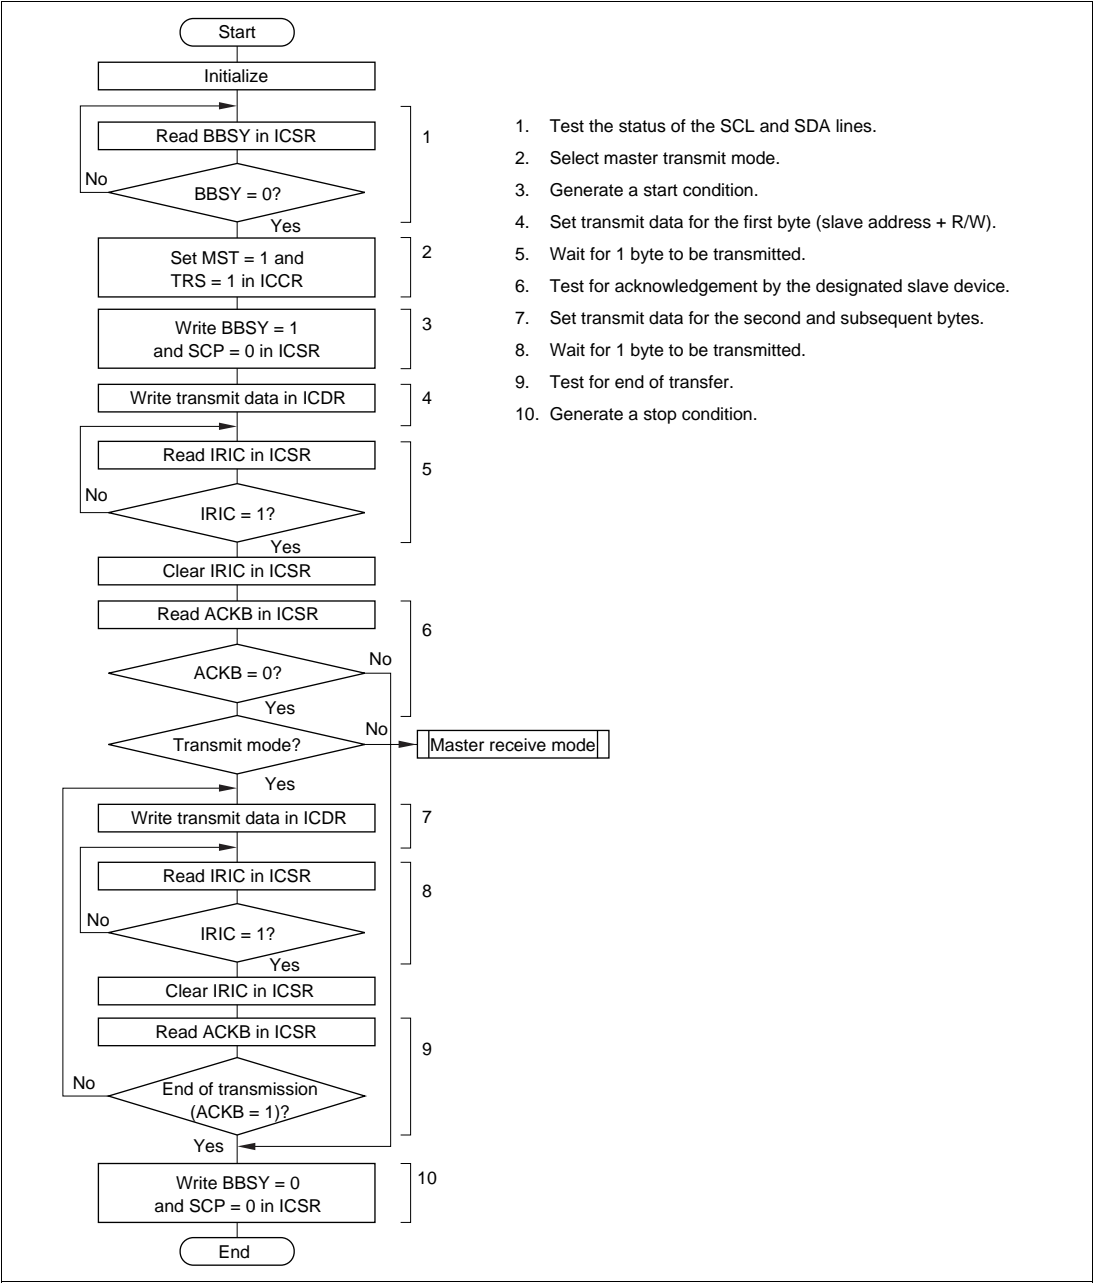 Start
Initialize
Read BBSY in ICSR
1
No
BBSY = 0?
Yes
Set MST = 1 and
TRS = 1 in ICCR
2
Write BBSY = 1
and SCP = 0 in ICSR
3
Write transmit data in ICDR
4
Read IRIC in ICSR
5
No
IRIC = 1?
Yes
Clear IRIC in ICSR
Read ACKB in ICSR
6
No
ACKB = 0?
Yes
No
Transmit mode?
Master receive mode
Yes
Write transmit data in ICDR
7
Read IRIC in ICSR
8
No
IRIC = 1?
Yes
Clear IRIC in ICSR
Read ACKB in ICSR
9
No
End of transmission
(ACKB = 1)?
Yes
Write BBSY = 0
and SCP = 0 in ICSR
10
End
1. Test the status of the SCL and SDA lines.
2. Select master transmit mode.
3. Generate a start condition.
4. Set transmit data for the first byte (slave address + R/W).
5. Wait for 1 byte to be transmitted.
6. Test for acknowledgement by the designated slave device.
7. Set transmit data for the second and subsequent bytes.
8. Wait for 1 byte to be transmitted.
9. Test for end of transfer.
10. Generate a stop condition.